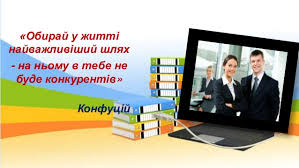 «Обирай у житті
найважливіший шлях
- на ньому в тебе не
буде конкурентів»
Конфуцій